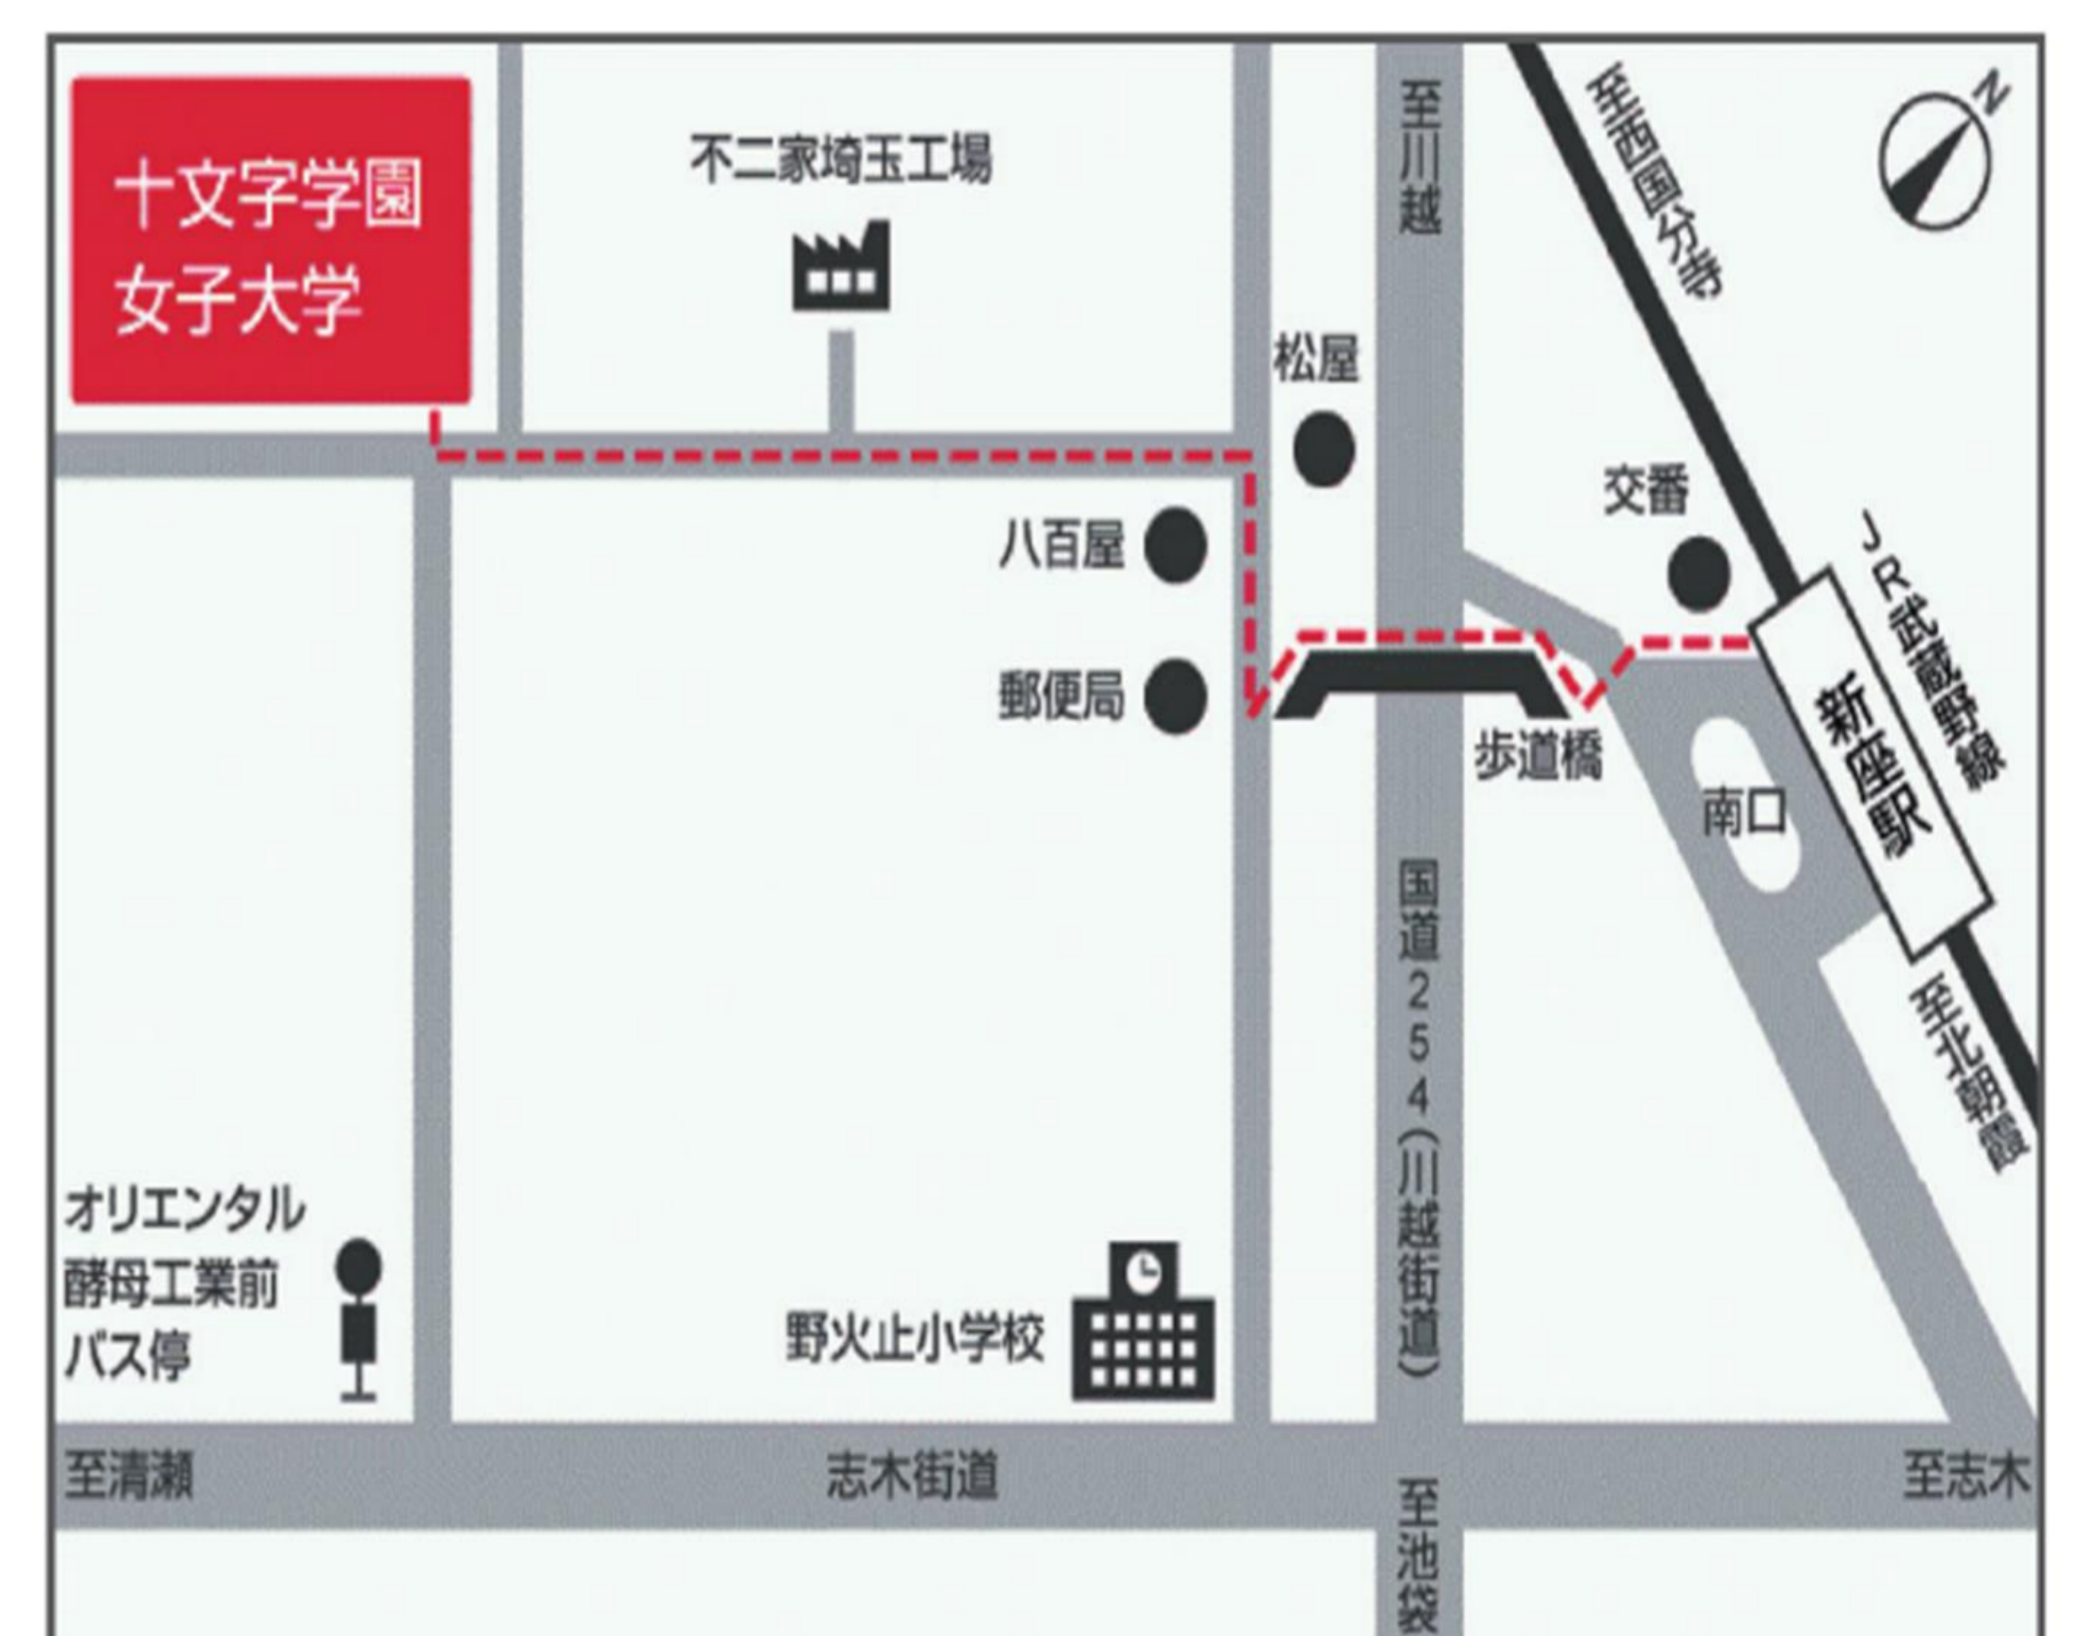 十文字学園
女子大学
不二家埼玉工場
至川越
至西国分寺
N
松屋
交番
八百屋
郵便局
歩道橋
JR武蔵野線
新座駅
南口
国道254(川越街道)
至北朝霞
オリエンタル
酵母工業前
バス停
野火止小学校
至清瀬
志木街道
至志木
至池袋